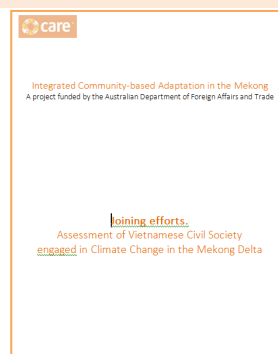 care
Integrated Community-based Adaptation in the Mekong
A project funded by the Australian Department of Foreign Affairs and Trade
Joining efforts.
Assessment of Vietnamese Civil Society
engaged in Climate Change in the Mekong Delta